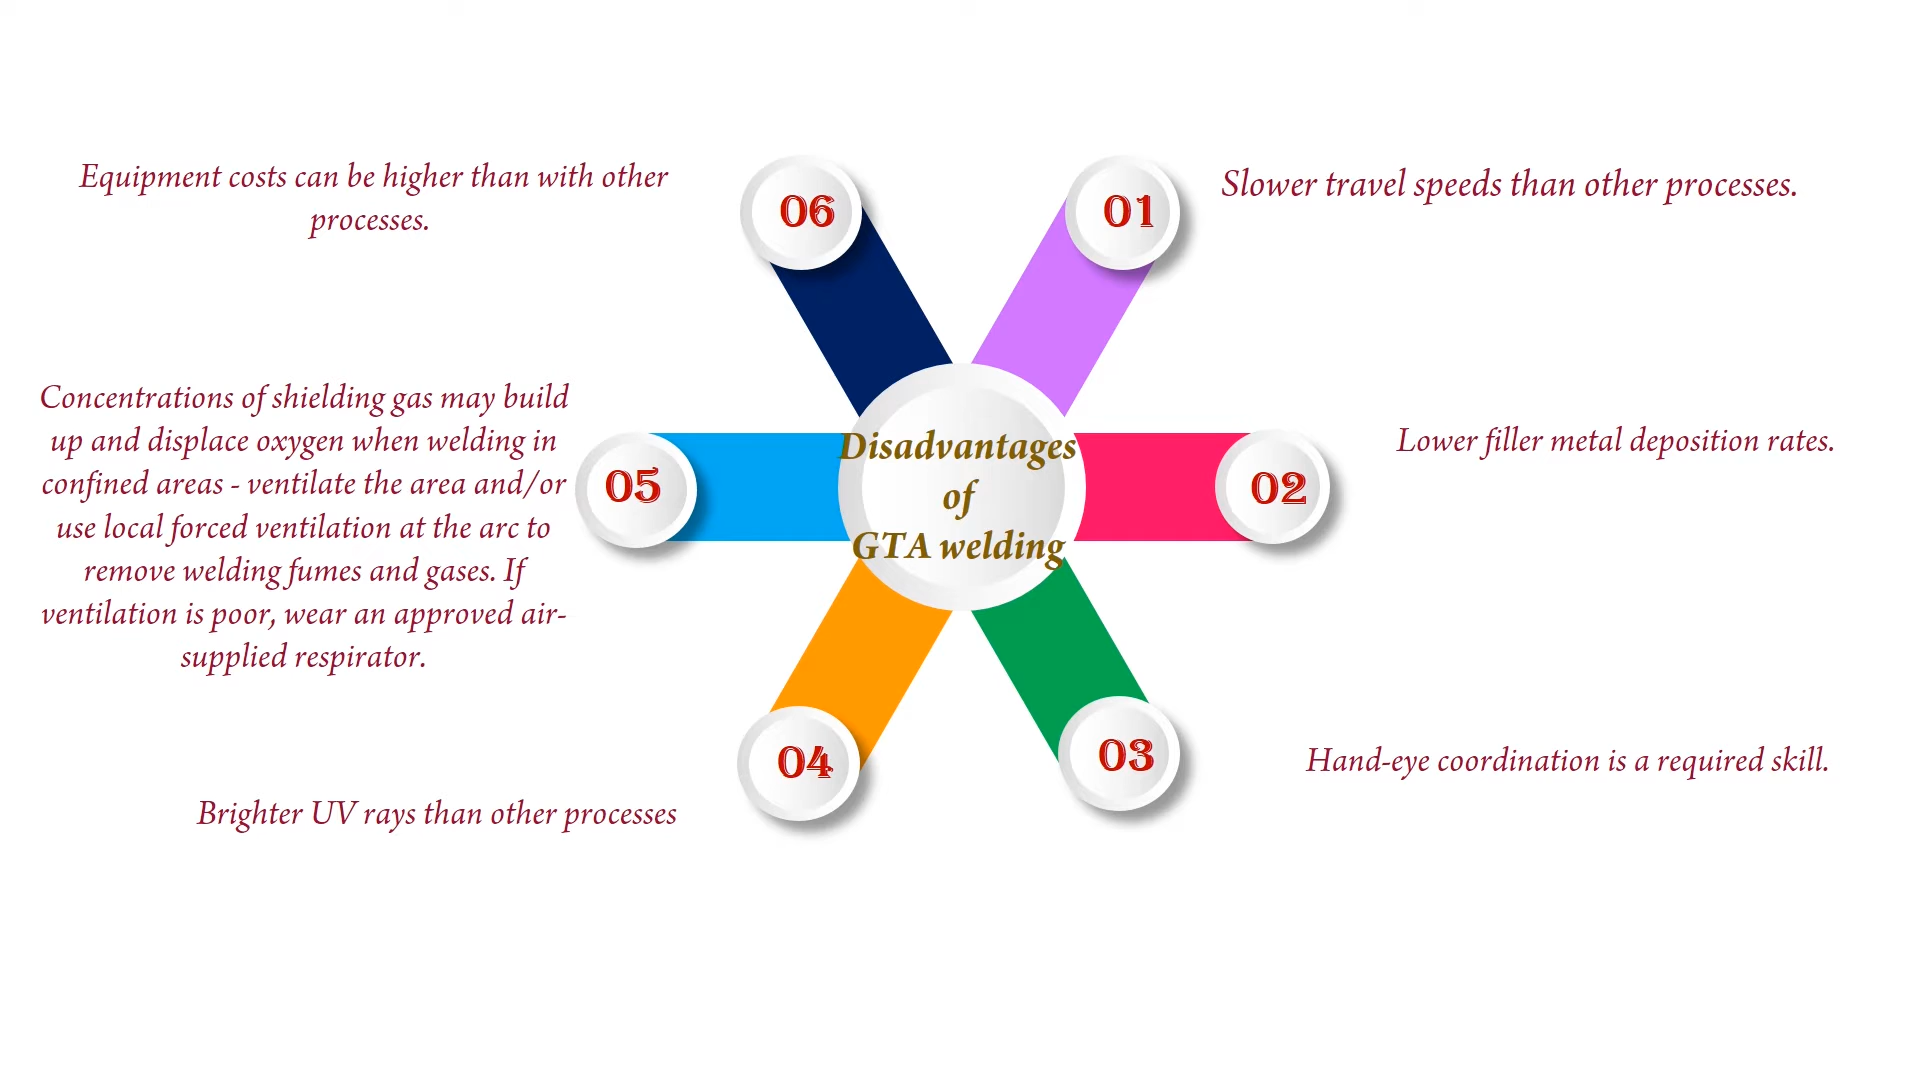 Disadvantages
of
GTA welding
01
Slower travel speeds than other processes.
02
Lower filler metal deposition rates.
03
Hand-eye coordination is a required skill.
04
Brighter UV rays than other processes
05
Concentrations of shielding gas may build
up and displace oxygen when welding in
confined areas - ventilate the area and/or
use local forced ventilation at the arc to
remove welding fumes and gases. If
ventilation is poor, wear an approved air-
supplied respirator.
06
Equipment costs can be higher than with other
processes.